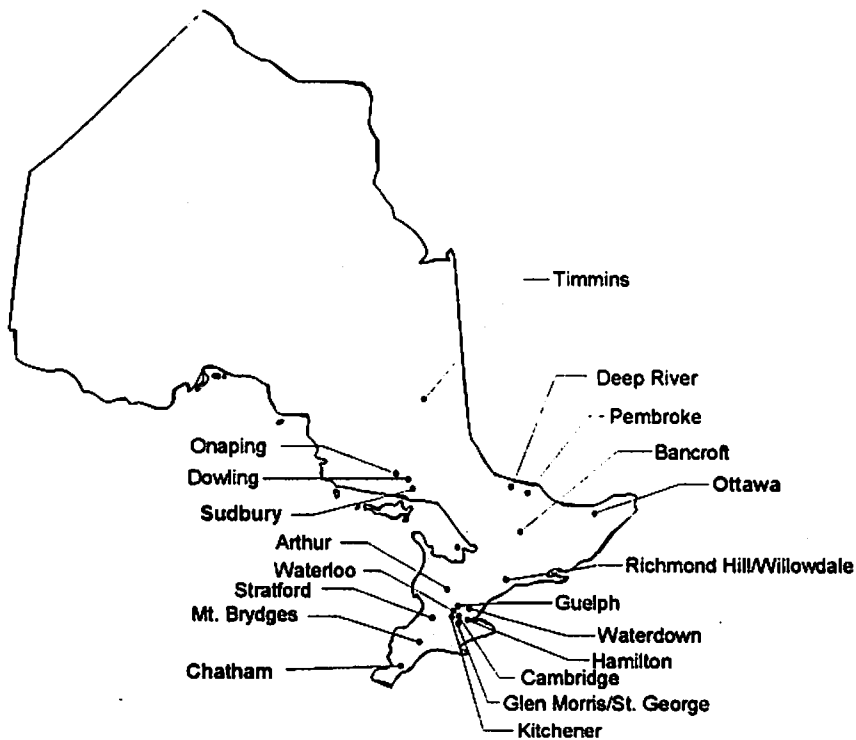 Timmins
Deep River
Pembroke
Onaping
Bancroft
Dowling
Ottawa
Sudbury
Arthur
Richmond Hill/Willowdale
Waterloo
Stratford
Guelph
Mt. Brydges
Waterdown
Hamilton
Chatham
Cambridge
Glen Morris/St. George
Kitchener